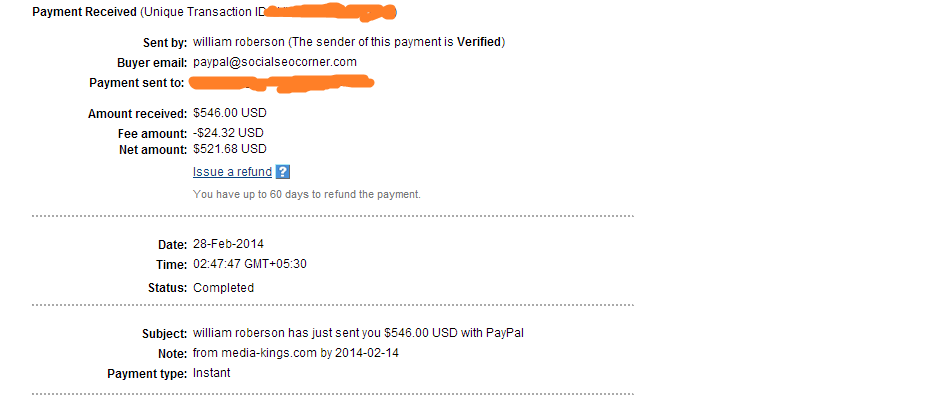 Payment Received (Unique Transaction ID
Sent by: william roberson (The sender of this payment is Verified)
Buyer email: paypal@socialseocorner.com
Payment sent to:
Amount received: $546.00 USD
Fee amount: -$24.32 USD
Net amount: $521.68 USD
Issue a refund ?
You have up to 60 days to refund the payment.
Date: 28-Feb-2014
Time: 02:47:47 GMT+05:30
Status: Completed
Subject: william roberson has just sent you $546.00 USD with PayPal
Note: from media-kings.com by 2014-02-14
Payment type: Instant